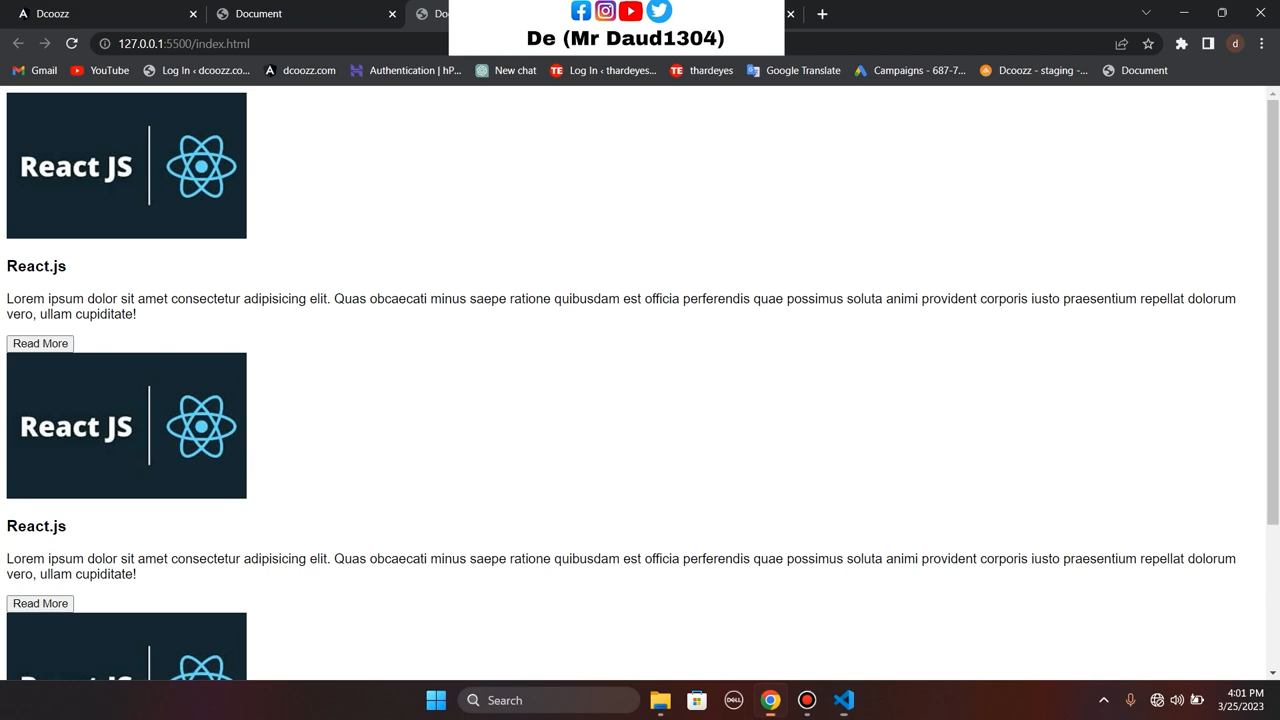 Dcoozz
Document
Do
De (Mr Daud1304)
127.0.0.1:5500/index.html
d
Gmail
YouTube
Log In ‹ dcoozz.co...
dcoozz.com
Authentication (hP...
New chat
TE
Log In ‹ thardeyes...
TE
thardeyes
Google Translate
Campaigns - 687-7...
Dcoozz - staging -...
Document
React JS
React.js
Lorem ipsum dolor sit amet consectetur adipisicing elit. Quas obcaecati minus saepe ratione quibusdam est officia perferendis quae possimus soluta animi provident corporis iusto praesentium repellat dolorum
vero, ullam cupiditate!
Read More
React JS
React.js
Lorem ipsum dolor sit amet consectetur adipisicing elit. Quas obcaecati minus saepe ratione quibusdam est officia perferendis quae possimus soluta animi provident corporis iusto praesentium repellat dolorum
vero, ullam cupiditate!
Read More
Search
DELL
4:01 PM
3/25/2023